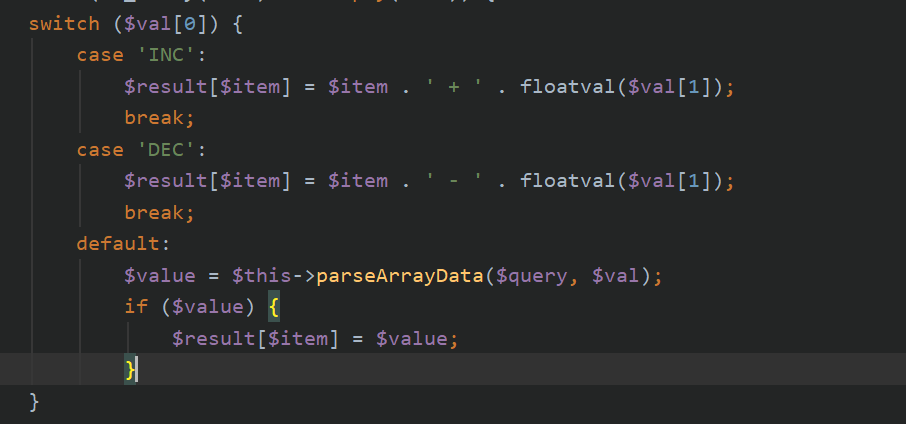 switch ($val[0]) {
case 'INC':
$result[$item] = $item . ' + ' . floatval($val[1]);
break;
case 'DEC':
$result[$item] = $item . ' - ' . floatval($val[1]);
break;
default:
$value = $this->parseArrayData($query, $val);
if ($value) {
$result[$item] = $value;
}
}